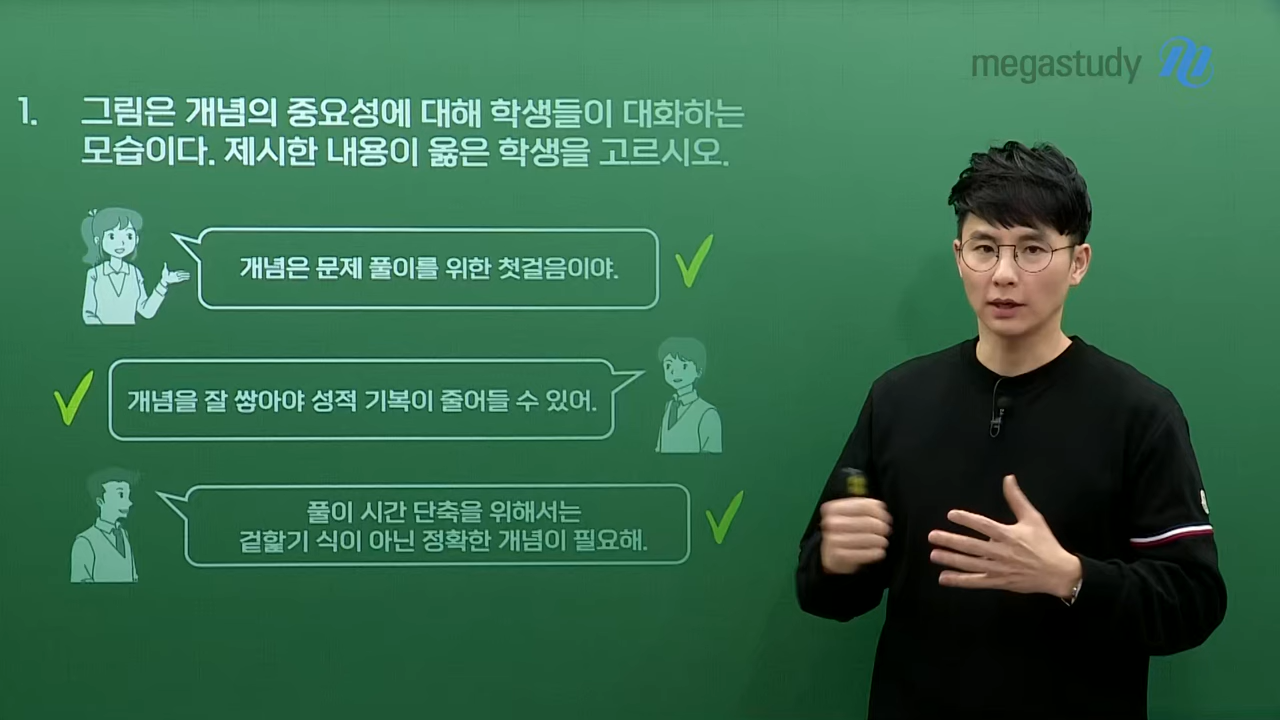 megastudy
1. 그림은 개념의 중요성에 대해 학생들이 대화하는
모습이다. 제시한 내용이 옳은 학생을 고르시오.
개념은 문제 풀이를 위한 첫걸음이야.
개념을 잘 쌓아야 성적 기복이 줄어들 수 있어.
풀이 시간 단축을 위해서는
겉핥기 식이 아닌 정확한 개념이 필요해.